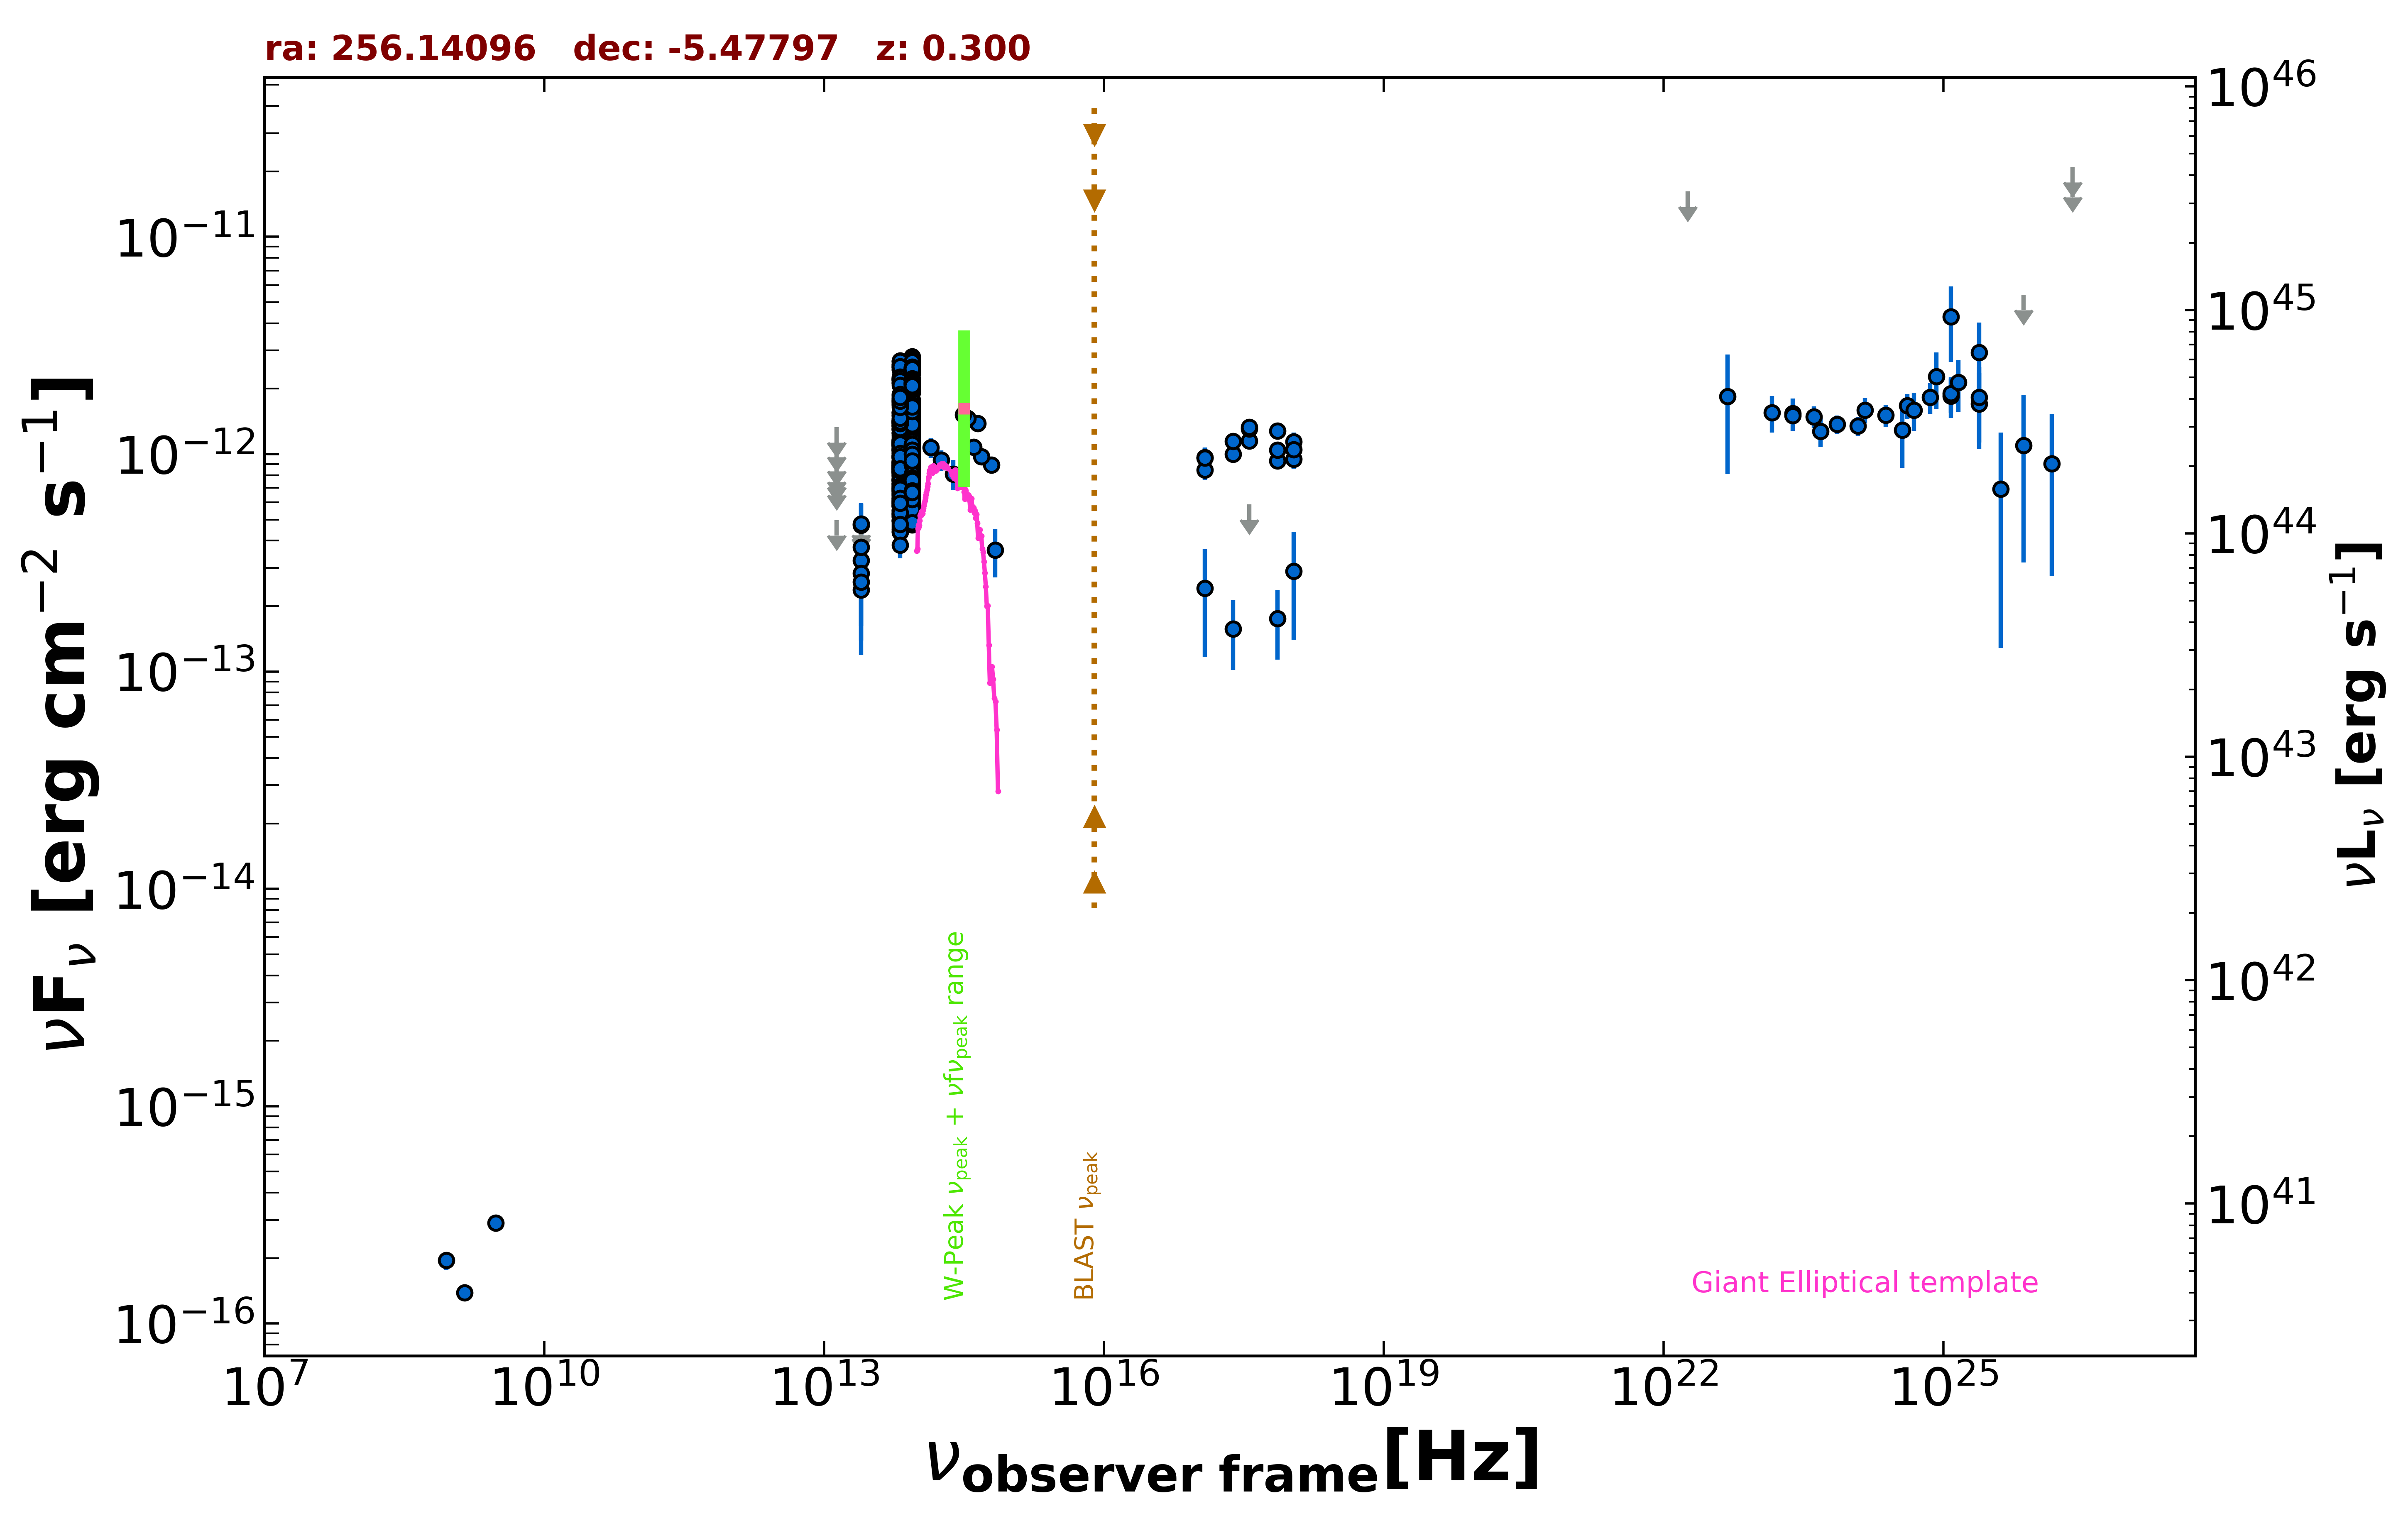 ra: 256.14096   dec: -5.47797   z: 0.300
νF_ν [erg cm⁻² s⁻¹]
10⁻¹¹
10⁻¹²
10⁻¹³
10⁻¹⁴
10⁻¹⁵
10⁻¹⁶
10⁴⁶
10⁴⁵
10⁴⁴
10⁴³
10⁴²
10⁴¹
νL_ν [erg s⁻¹]
W-Peak ν_peak + νfν_peak range
BLAST ν_peak
Giant Elliptical template
10⁷ 10¹⁰ 10¹³ 10¹⁶ 10¹⁹ 10²² 10²⁵
ν_observer frame [Hz]